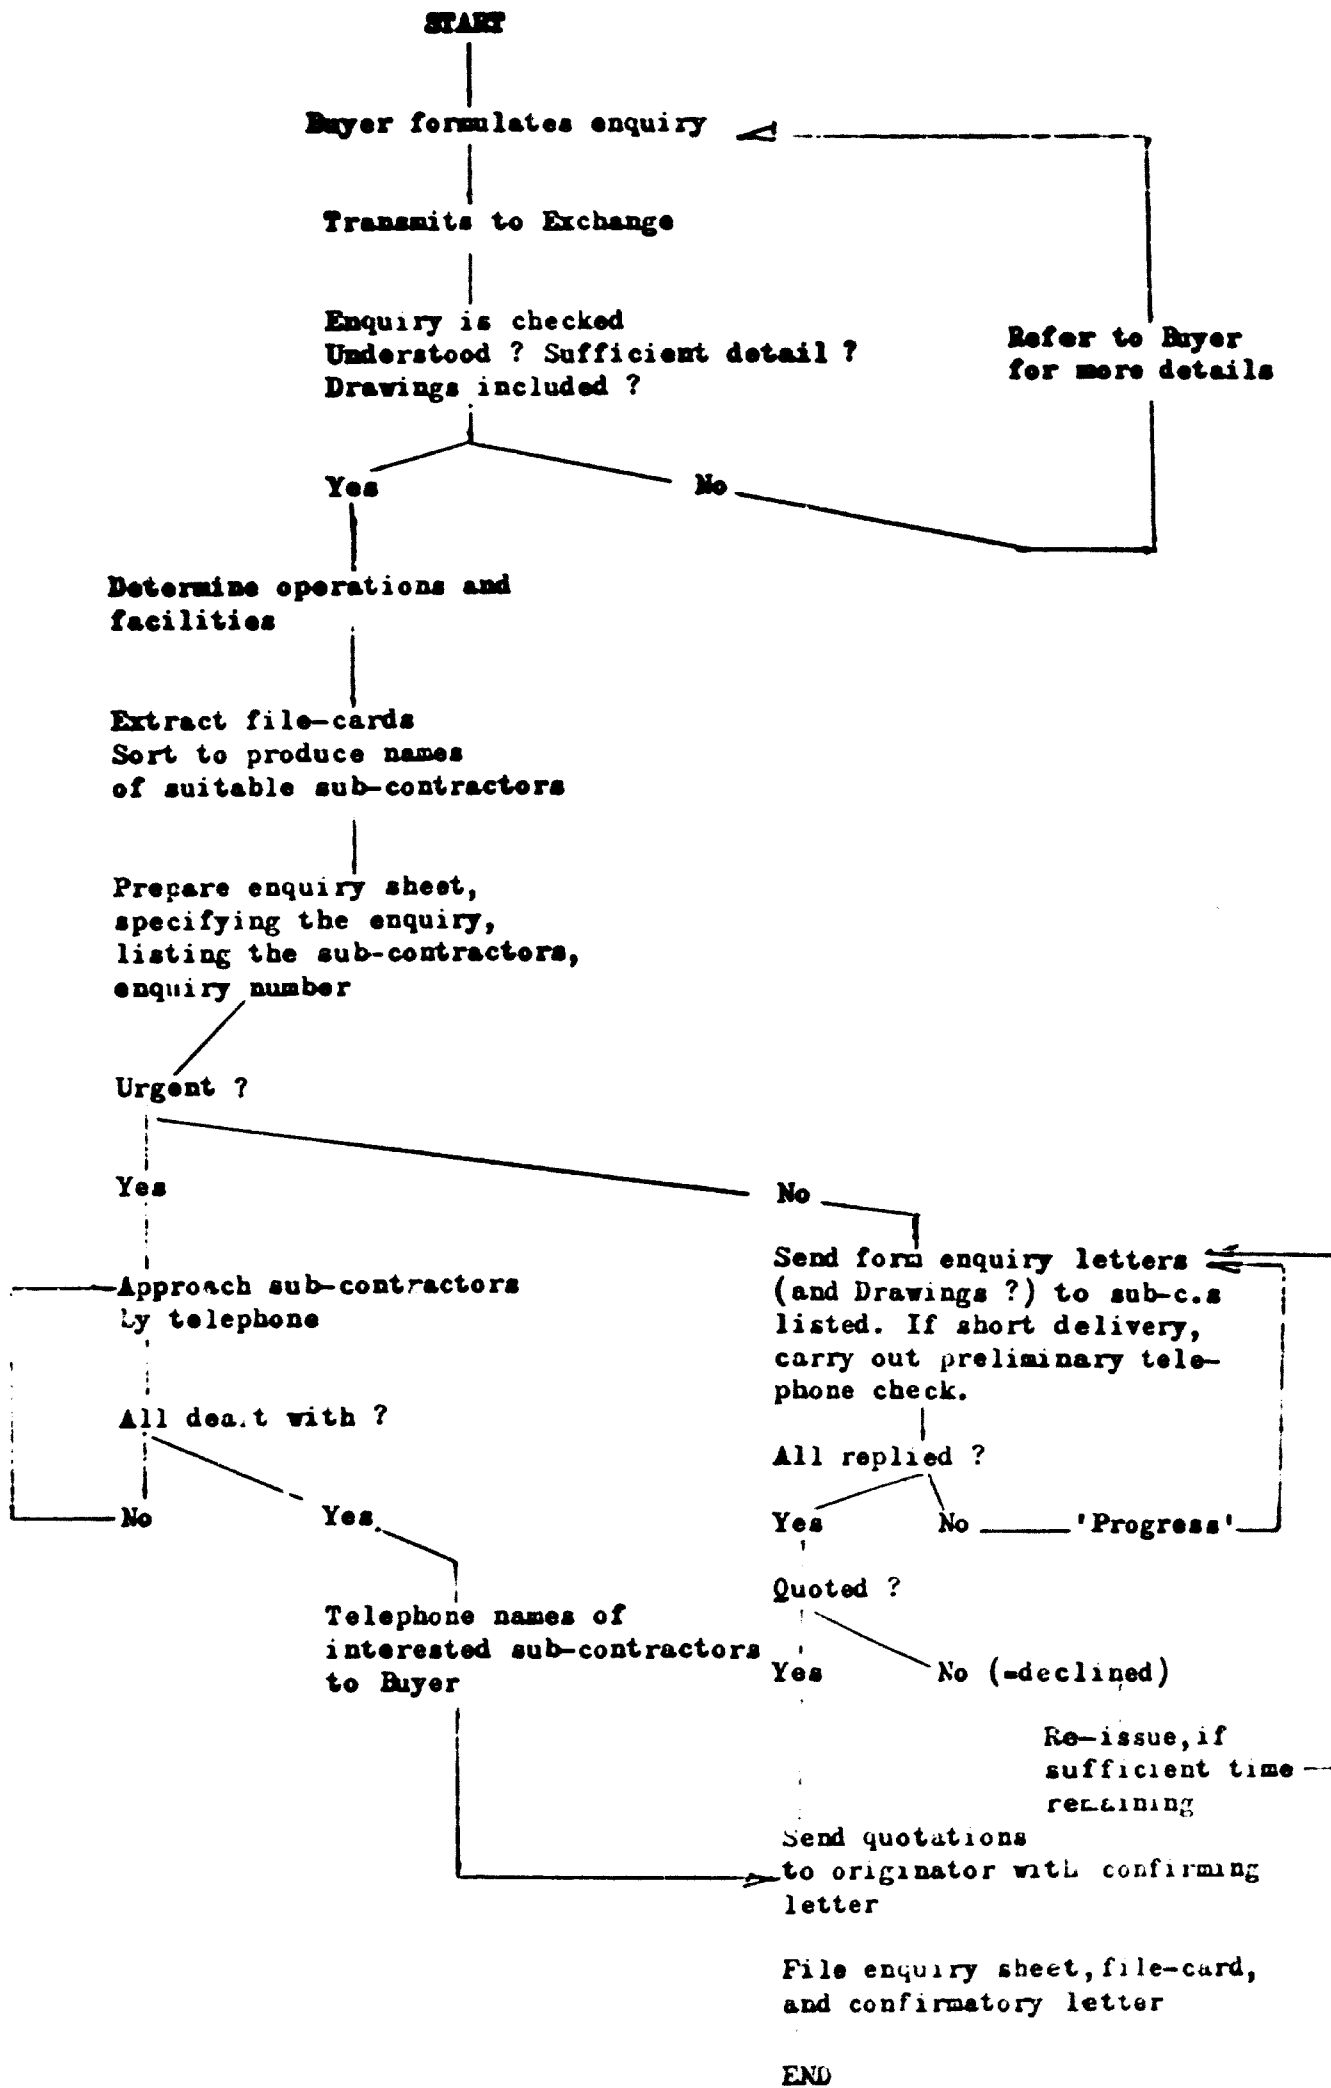 START
Buyer formulates enquiry
Transmits to Exchange
Enquiry is checked
Understood ? Sufficient detail ?
Drawings included ?
Refer to Buyer
for more details
Yes
No
Determine operations and
facilities
Extract file-cards
Sort to produce names
of suitable sub-contractors
Prepare enquiry sheet,
specifying the enquiry,
listing the sub-contractors,
enquiry number
Urgent ?
Yes
No
Approach sub-contractors
by telephone
All dealt with ?
No
Yes
Telephone names of
interested sub-contractors
to Buyer
Send form enquiry letters
(and Drawings ?) to sub-c.s
listed. If short delivery,
carry out preliminary tele-
phone check.
All replied ?
Yes
No
'Progress'
Quoted ?
Yes
No (=declined)
Re-issue, if
sufficient time
remaining
Send quotations
to originator with confirming
letter
File enquiry sheet, file-card,
and confirmatory letter
END